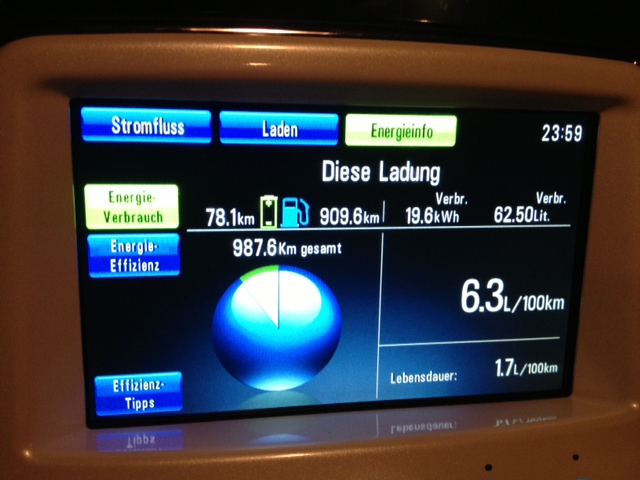 Stromfluss Laden Energieinfo 23:59
Diese Ladung
Energie-
Verbrauch
78.1km 909.6km
Verbr.
19.6kWh
Verbr.
62.50Lit.
Energie-
Effizienz
987.6Km gesamt
6.3L/100km
Lebensdauer: 1.7L/100km
Effizienz-
Tipps